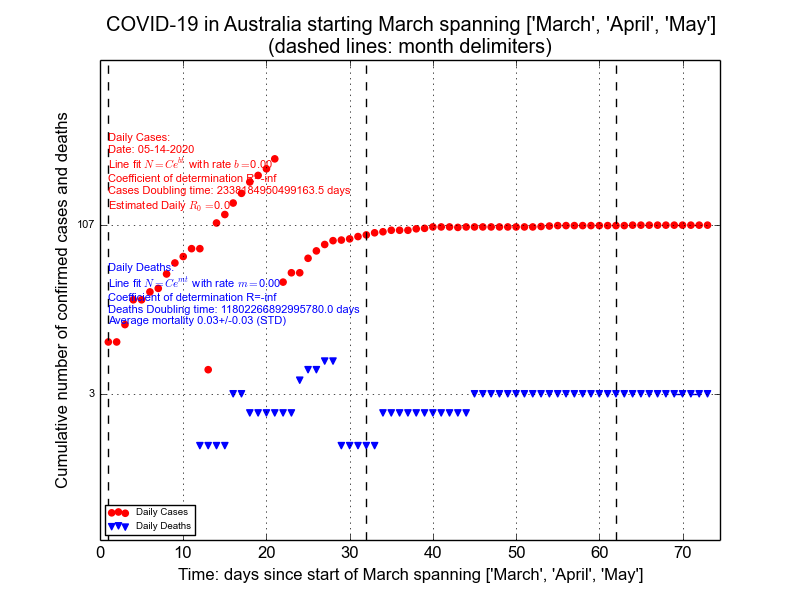 COVID-19 in Australia starting March spanning ['March', 'April', 'May']
(dashed lines: month delimiters)
Cumulative number of confirmed cases and deaths
107
3
Daily Cases:
Date: 05-14-2020
Line fit N = Ce^{bt} with rate b =0.00
Coefficient of determination R=-inf
Cases Doubling time: 2338184950499163.5 days
Estimated Daily R_0 =0.0
Daily Deaths:
Line fit N = Ce^{mt} with rate m =0.00
Coefficient of determination R=-inf
Deaths Doubling time: 11802266892995780.0 days
Average mortality 0.03+/-0.03 (STD)
Daily Cases
Daily Deaths
0 10 20 30 40 50 60 70
Time: days since start of March spanning ['March', 'April', 'May']